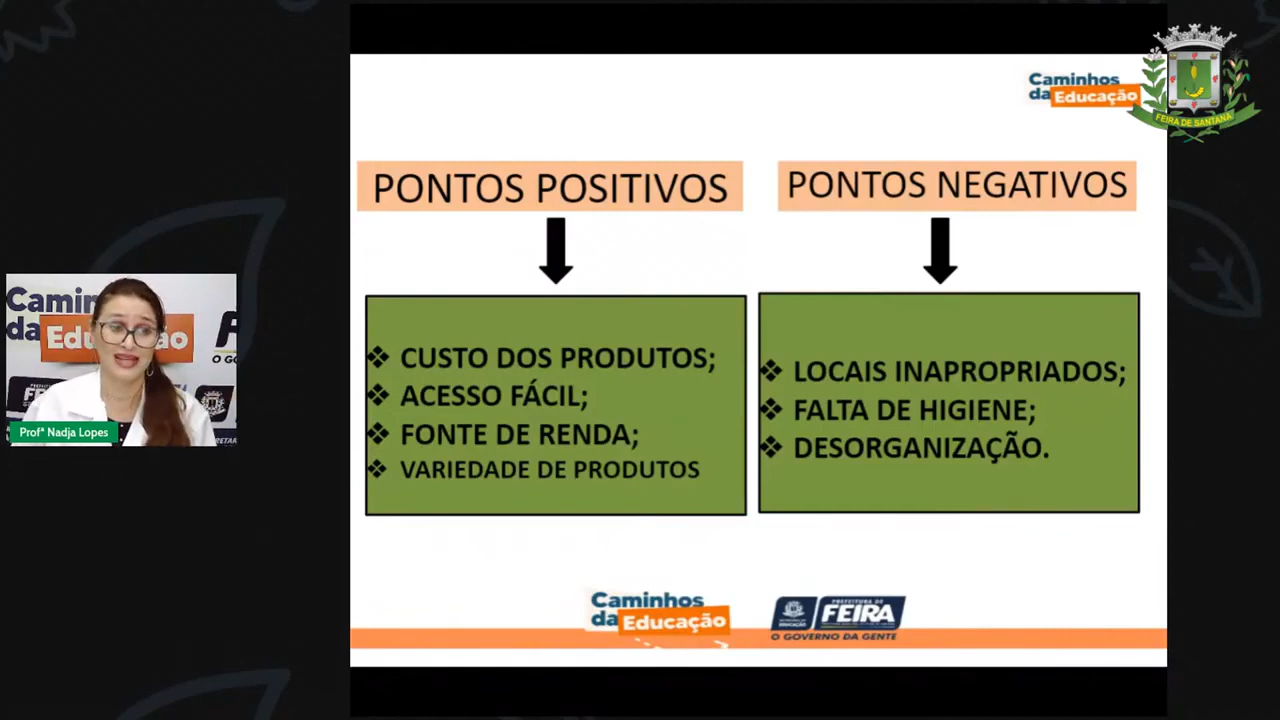 Caminhos
da Educação
FEIRA DE SANTANA
PONTOS POSITIVOS
PONTOS NEGATIVOS
❖ CUSTO DOS PRODUTOS;
❖ ACESSO FÁCIL;
❖ FONTE DE RENDA;
❖ VARIEDADE DE PRODUTOS
❖ LOCAIS INAPROPRIADOS;
❖ FALTA DE HIGIENE;
❖ DESORGANIZAÇÃO.
Profª Nadja Lopes
Caminhos
da Educação
PREFEITURA DE
FEIRA
EDUCAÇÃO
O GOVERNO DA GENTE